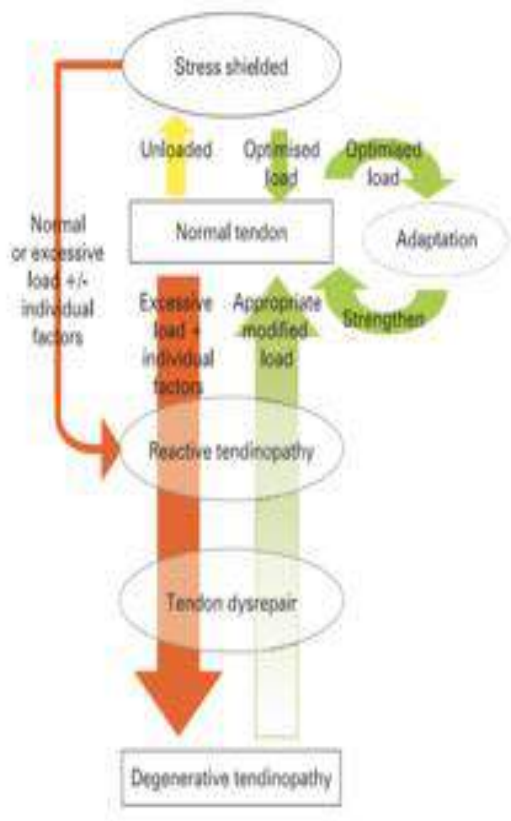 Stress shielded
Unloaded
Optimised
load
Optimised
load
Normal
or excessive
load +/-
individual
factors
Normal tendon
Adaptation
Excessive
load +
individual
factors
Appropriate
modified
load
Strengthen
Reactive tendinopathy
Tendon dysrepair
Degenerative tendinopathy